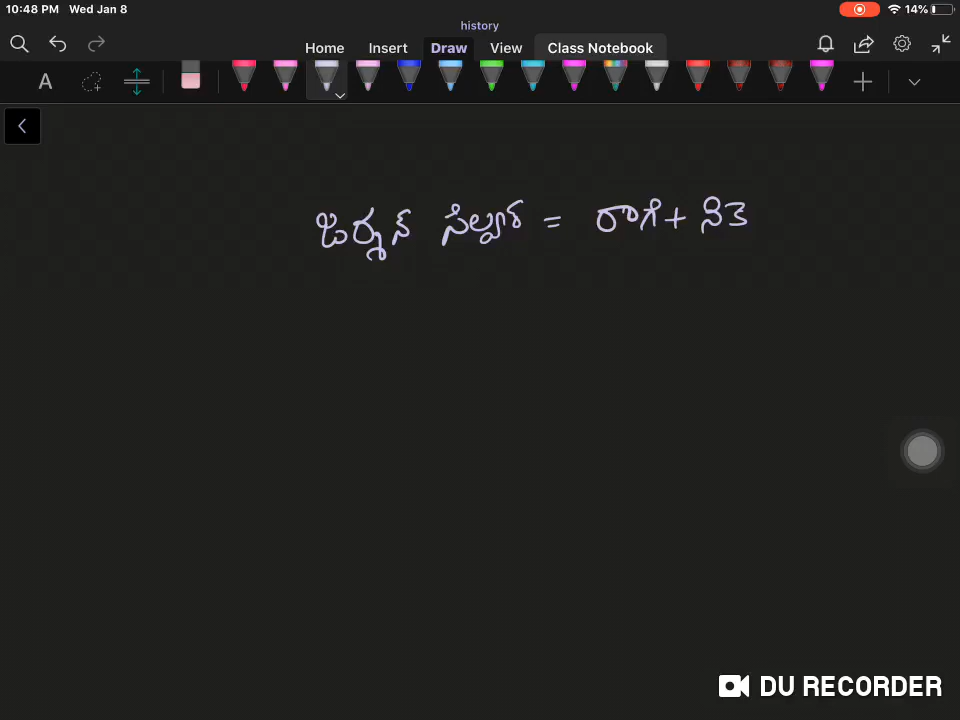 10:48 PM Wed Jan 8
14%
history
Home Insert Draw View Class Notebook
A
జర్మన్ సిల్వర్ = రాగి + నికె
DU RECORDER